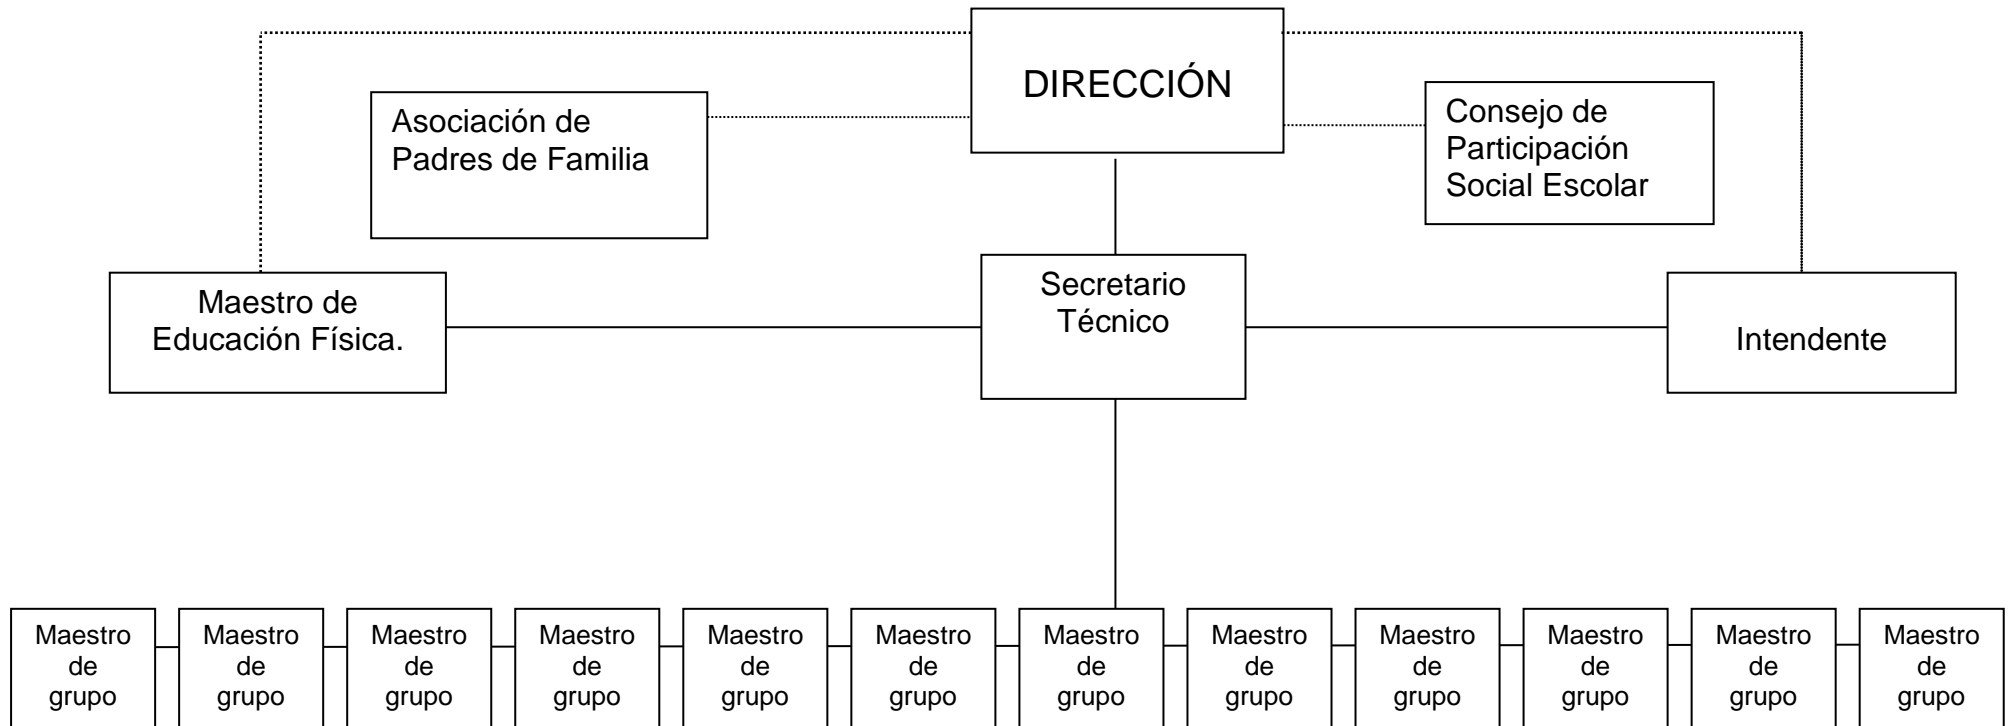 DIRECCIÓN
Asociación de
Padres de Familia
Consejo de
Participación
Social Escolar
Maestro de
Educación Física.
Secretario
Técnico
Intendente
Maestro
de
grupo
Maestro
de
grupo
Maestro
de
grupo
Maestro
de
grupo
Maestro
de
grupo
Maestro
de
grupo
Maestro
de
grupo
Maestro
de
grupo
Maestro
de
grupo
Maestro
de
grupo
Maestro
de
grupo
Maestro
de
grupo